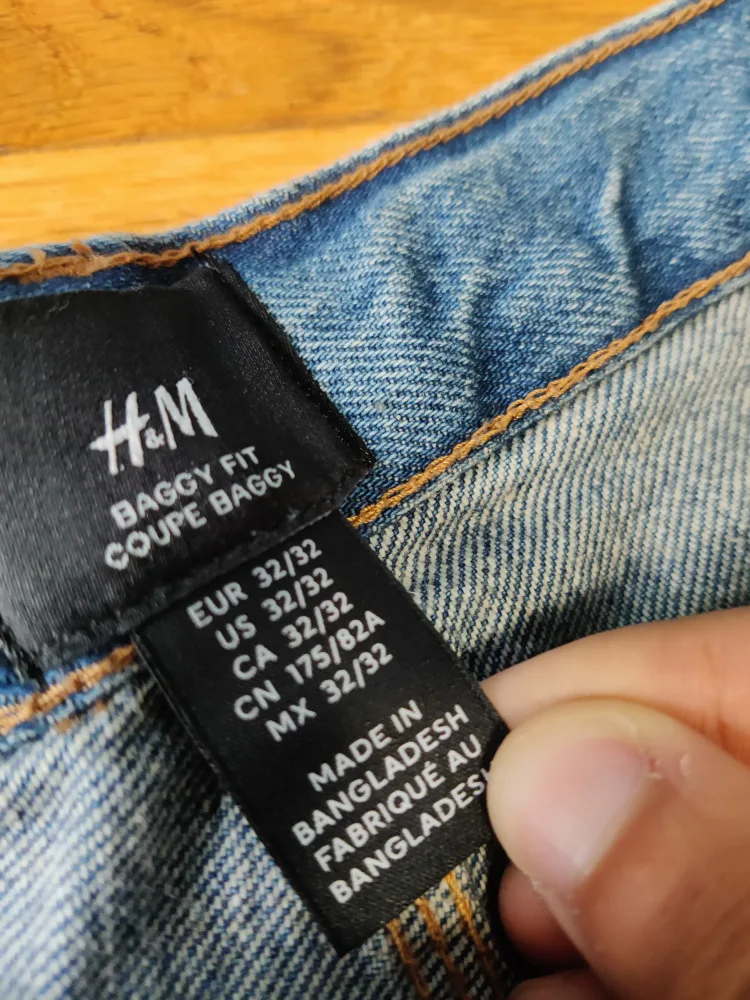 H&M
BAGGY FIT
COUPE BAGGY
EUR 32/32
US 32/32
CA 32/32
CN 175/82A
MX 32/32
MADE IN
BANGLADESH
FABRIQUÉ AU
BANGLADESH